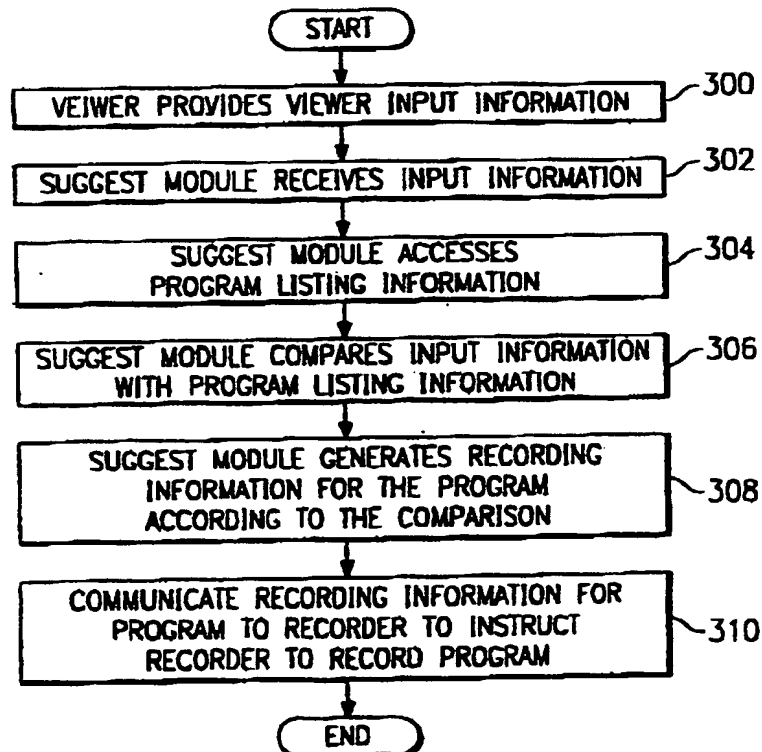 START
VEIWER PROVIDES VIEWER INPUT INFORMATION
300
SUGGEST MODULE RECEIVES INPUT INFORMATION
302
SUGGEST MODULE ACCESSES
PROGRAM LISTING INFORMATION
304
SUGGEST MODULE COMPARES INPUT INFORMATION
WITH PROGRAM LISTING INFORMATION
306
SUGGEST MODULE GENERATES RECORDING
INFORMATION FOR THE PROGRAM
ACCORDING TO THE COMPARISON
308
COMMUNICATE RECORDING INFORMATION FOR
PROGRAM TO RECORDER TO INSTRUCT
RECORDER TO RECORD PROGRAM
310
END